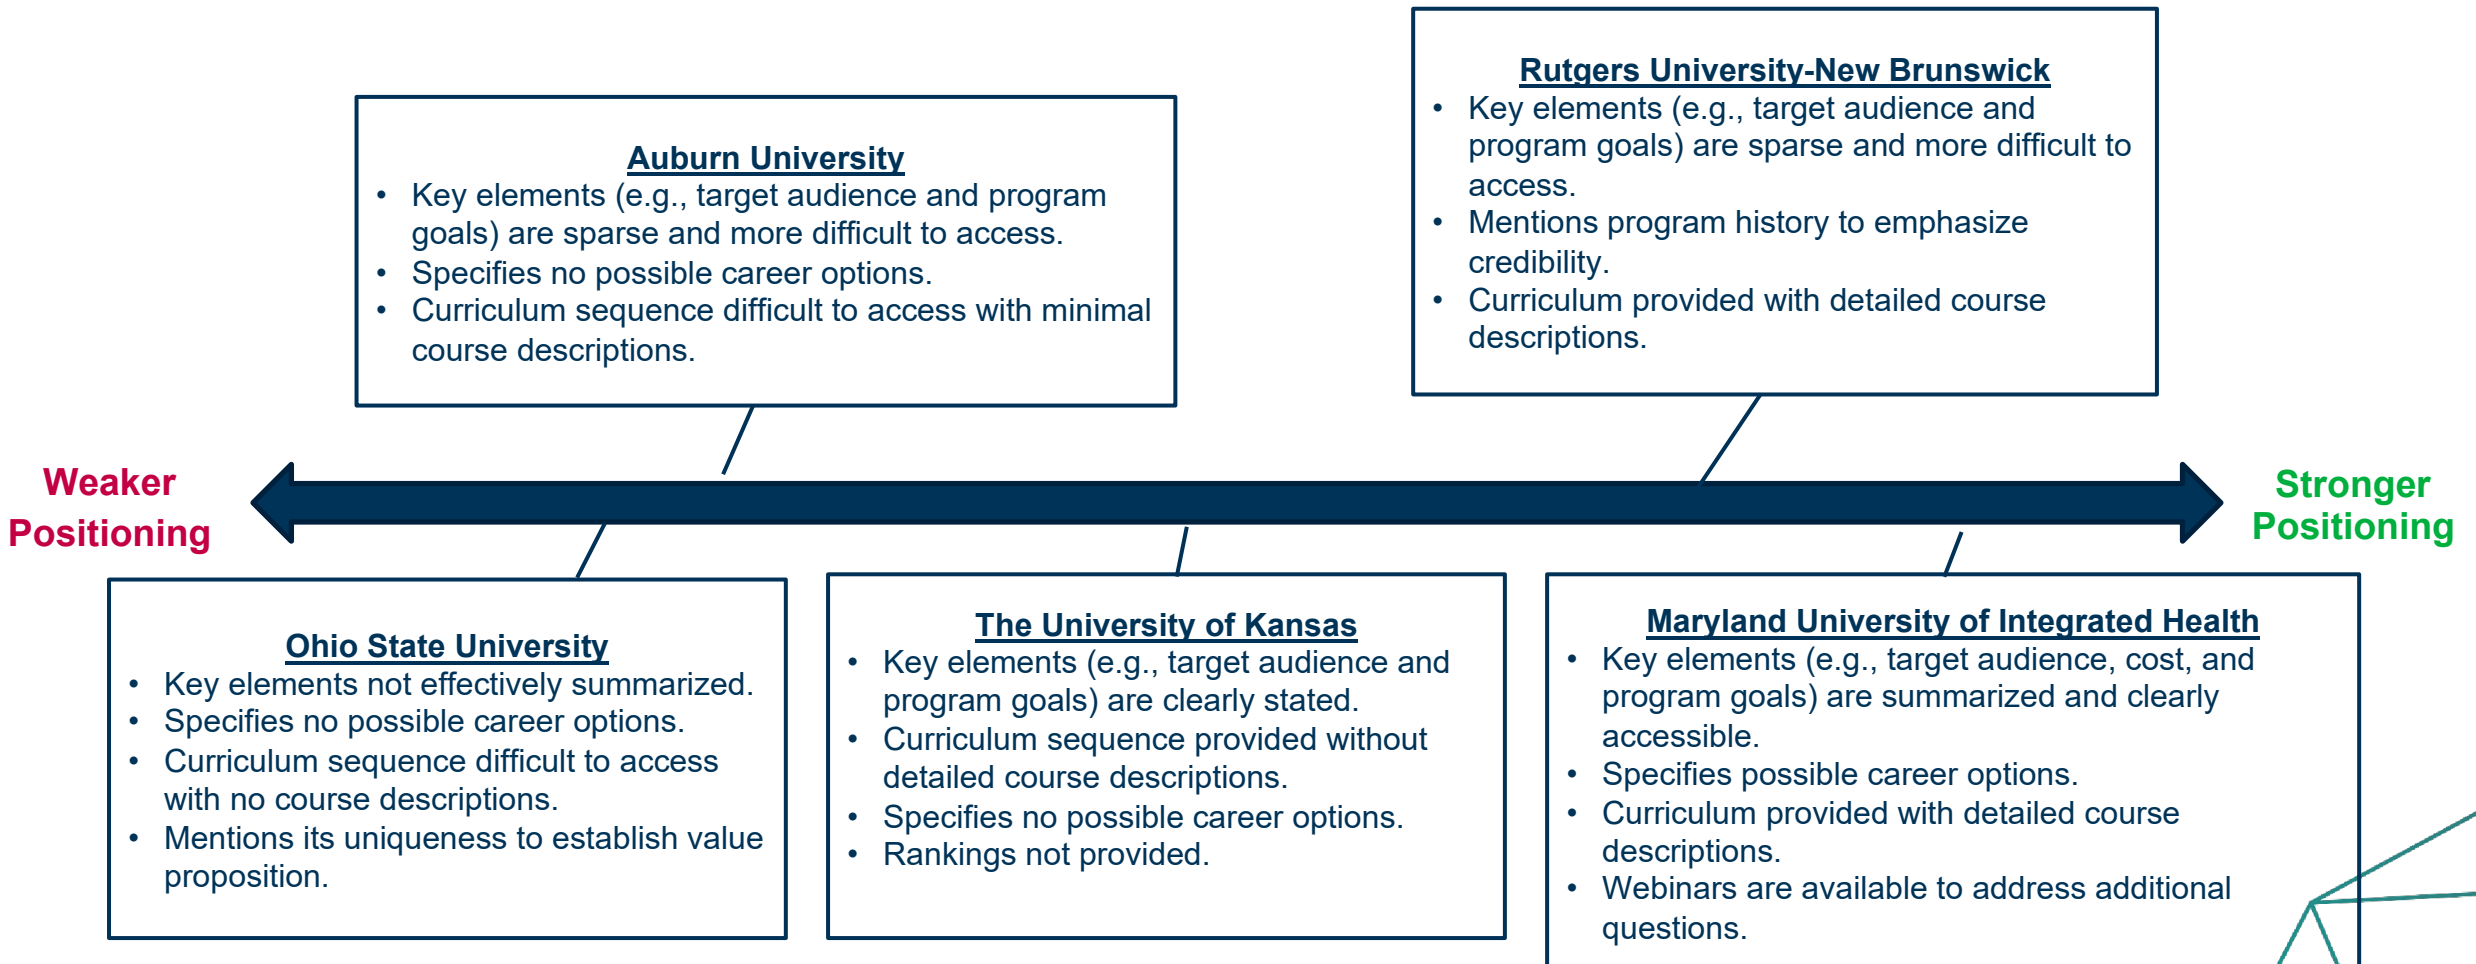 Rutgers University-New Brunswick
• Key elements (e.g., target audience and
program goals) are sparse and more difficult to
access.
• Mentions program history to emphasize
credibility.
• Curriculum provided with detailed course
descriptions.
Auburn University
• Key elements (e.g., target audience and program
goals) are sparse and more difficult to access.
• Specifies no possible career options.
• Curriculum sequence difficult to access with minimal
course descriptions.
Weaker
Positioning
Stronger
Positioning
Ohio State University
• Key elements not effectively summarized.
• Specifies no possible career options.
• Curriculum sequence difficult to access
with no course descriptions.
• Mentions its uniqueness to establish value
proposition.
The University of Kansas
• Key elements (e.g., target audience and
program goals) are clearly stated.
• Curriculum sequence provided without
detailed course descriptions.
• Specifies no possible career options.
• Rankings not provided.
Maryland University of Integrated Health
• Key elements (e.g., target audience, cost, and
program goals) are summarized and clearly
accessible.
• Specifies possible career options.
• Curriculum provided with detailed course
descriptions.
• Webinars are available to address additional
questions.